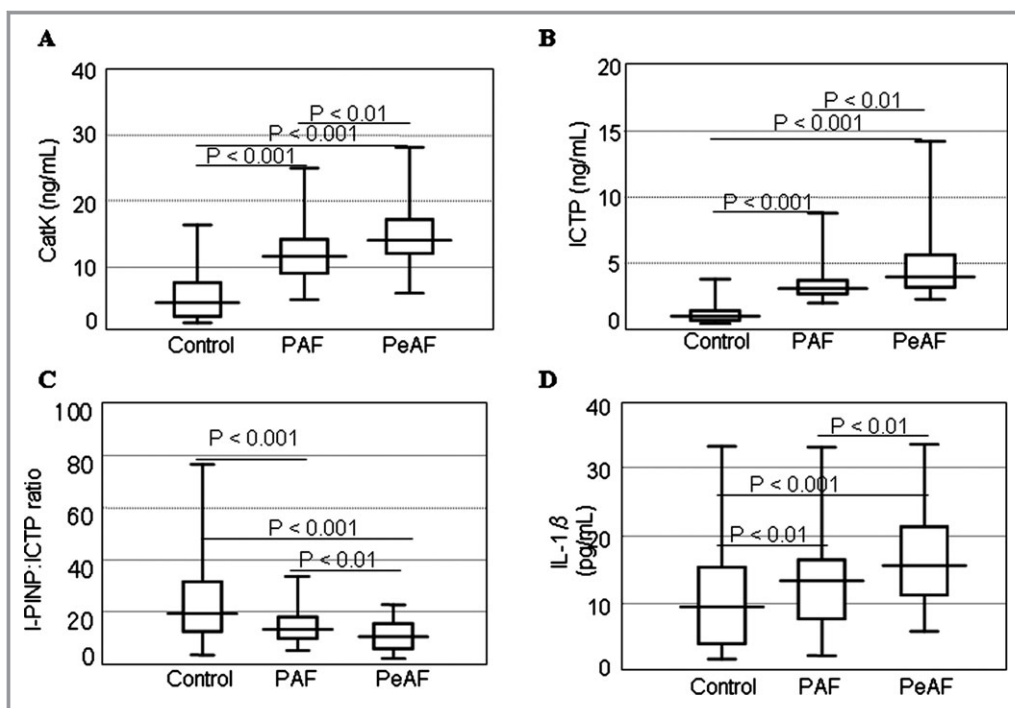 A
CatK (ng/mL)
40
30
20
10
0
P < 0.01
P < 0.001
P < 0.001
Control PAF PeAF
B
ICTP (ng/mL)
20
15
10
5
0
P < 0.01
P < 0.001
P < 0.001
Control PAF PeAF
C
I-PINP:ICTP ratio
100
80
60
40
20
0
P < 0.001
P < 0.001
P < 0.01
Control PAF PeAF
D
IL-1β
(pg/mL)
40
30
20
10
0
P < 0.01
P < 0.001
P < 0.01
Control PAF PeAF